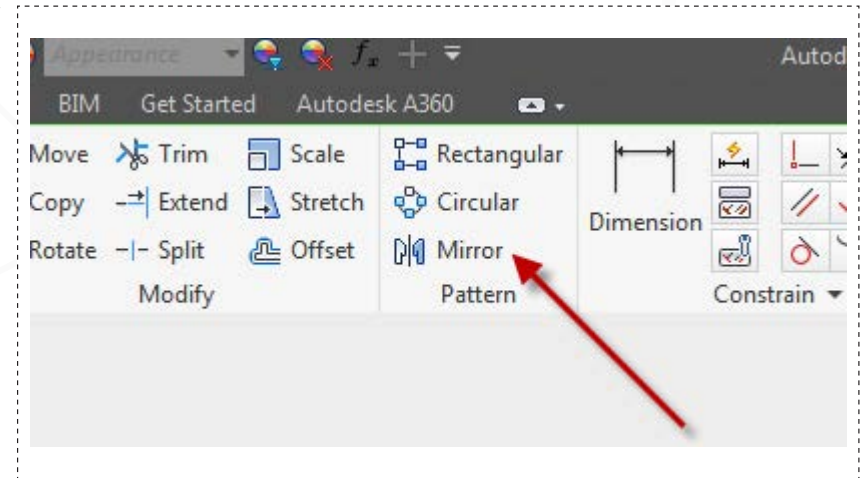 Appearance fx
Autod
BIM Get Started Autodesk A360
Move Trim Scale Rectangular
Copy Extend Stretch Circular
Dimension
Rotate Split Offset Mirror
Modify Pattern Constrain